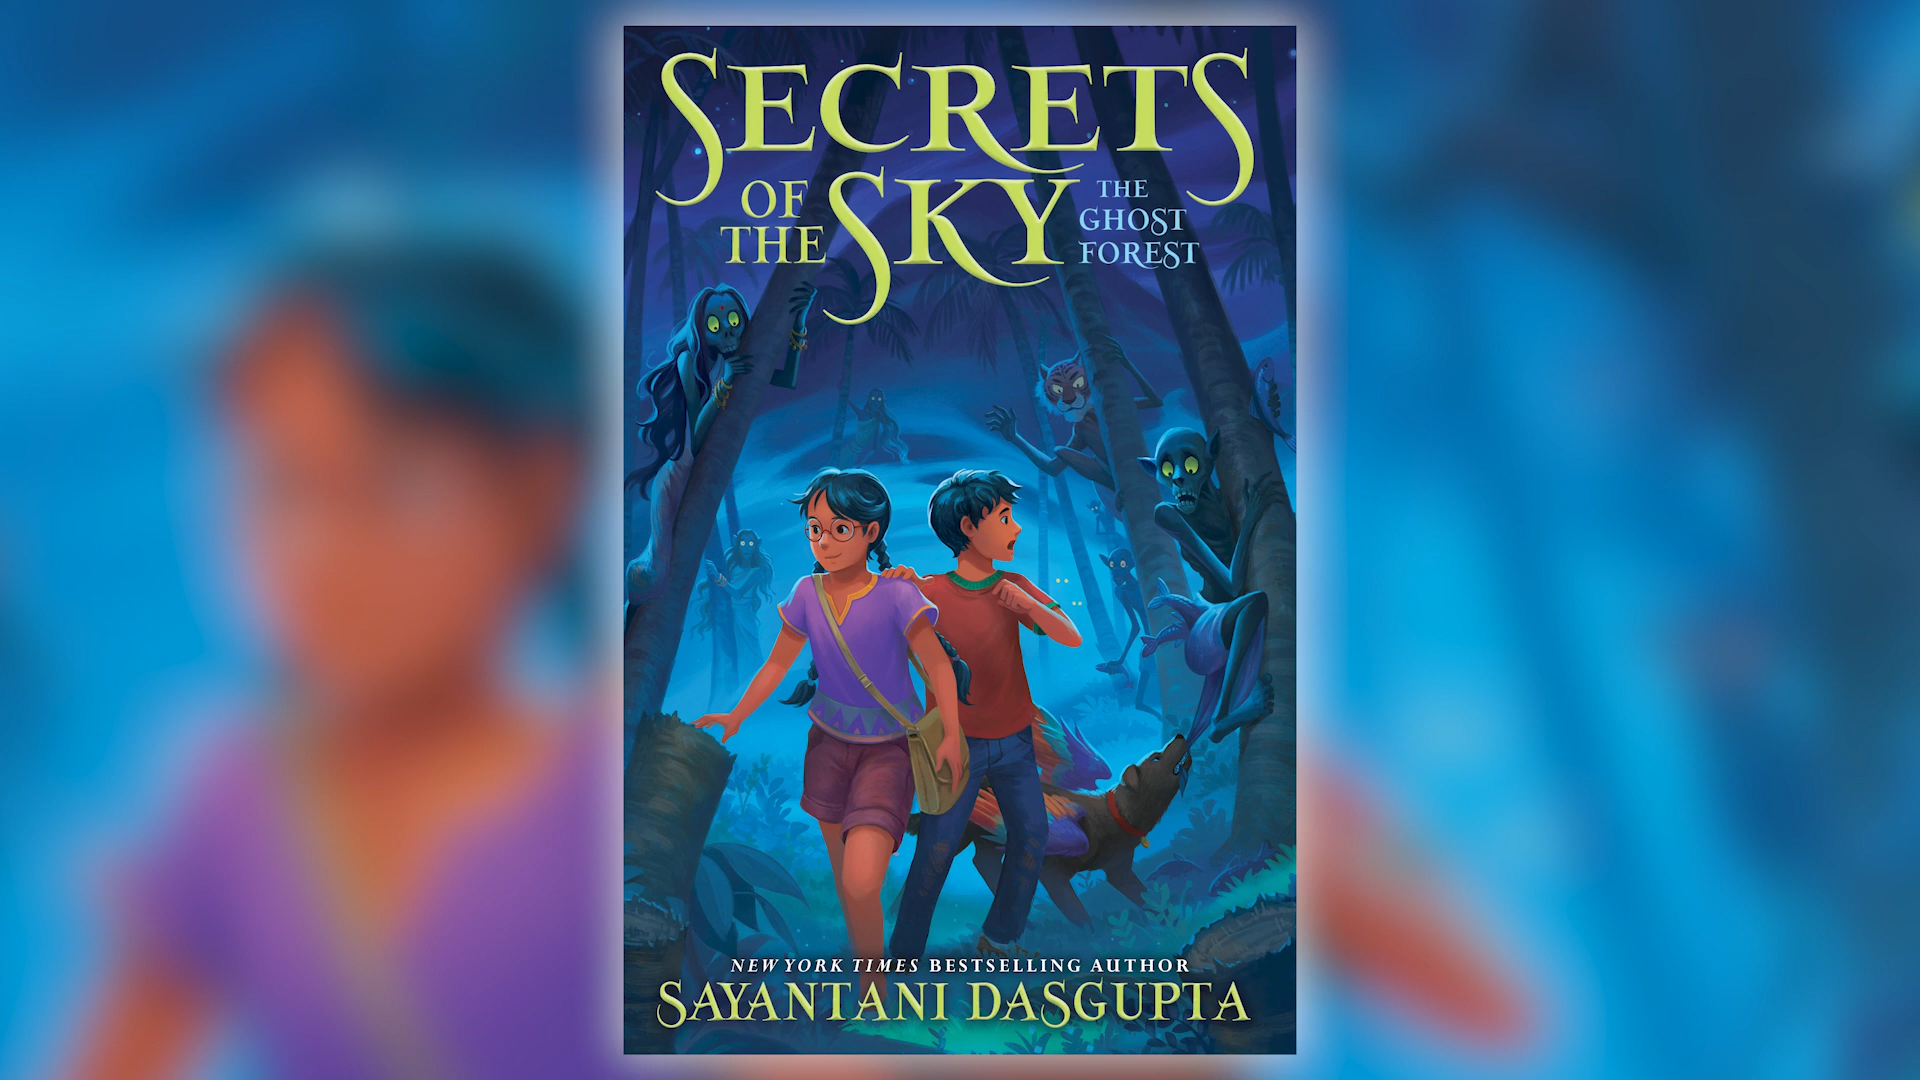 SECRETS
OF THE SKY
THE GHOST FOREST
NEW YORK TIMES BESTSELLING AUTHOR
SAYANTANI DASGUPTA